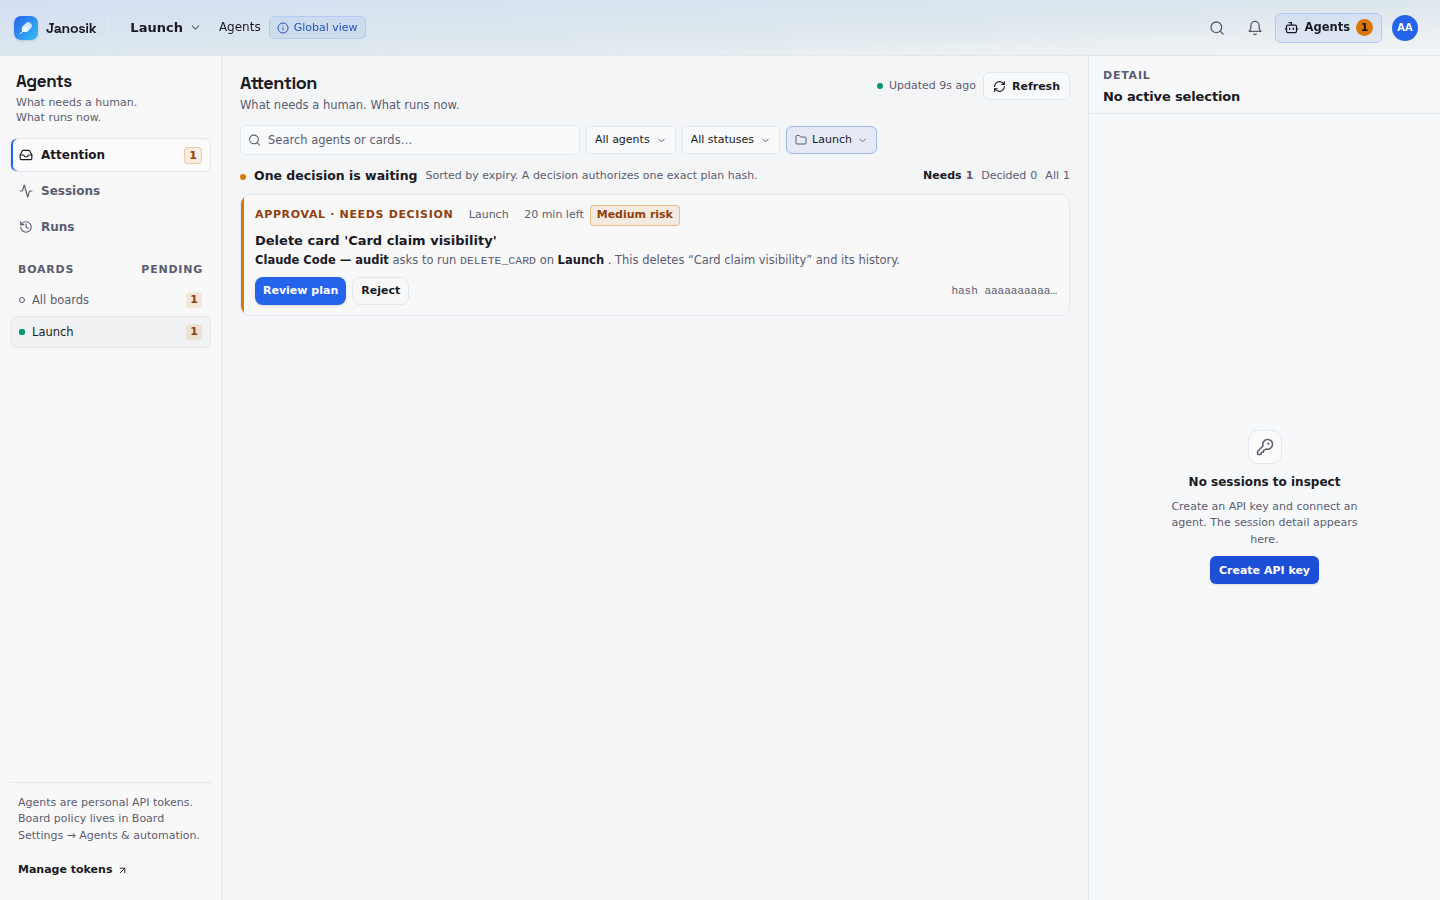 Janosik
Launch
Agents
Global view
Agents 1
AA
Agents
What needs a human.
What runs now.
Attention 1
Sessions
Runs
BOARDS PENDING
All boards 1
Launch 1
Agents are personal API tokens.
Board policy lives in Board
Settings → Agents & automation.
Manage tokens ↗
Attention
What needs a human. What runs now.
Updated 9s ago
Refresh
Search agents or cards...
All agents
All statuses
Launch
One decision is waiting Sorted by expiry. A decision authorizes one exact plan hash.
Needs 1 Decided 0 All 1
APPROVAL · NEEDS DECISION Launch 20 min left Medium risk
Delete card 'Card claim visibility'
Claude Code — audit asks to run DELETE_CARD on Launch . This deletes “Card claim visibility” and its history.
Review plan
Reject
hash aaaaaaaaaa…
DETAIL
No active selection
No sessions to inspect
Create an API key and connect an
agent. The session detail appears
here.
Create API key